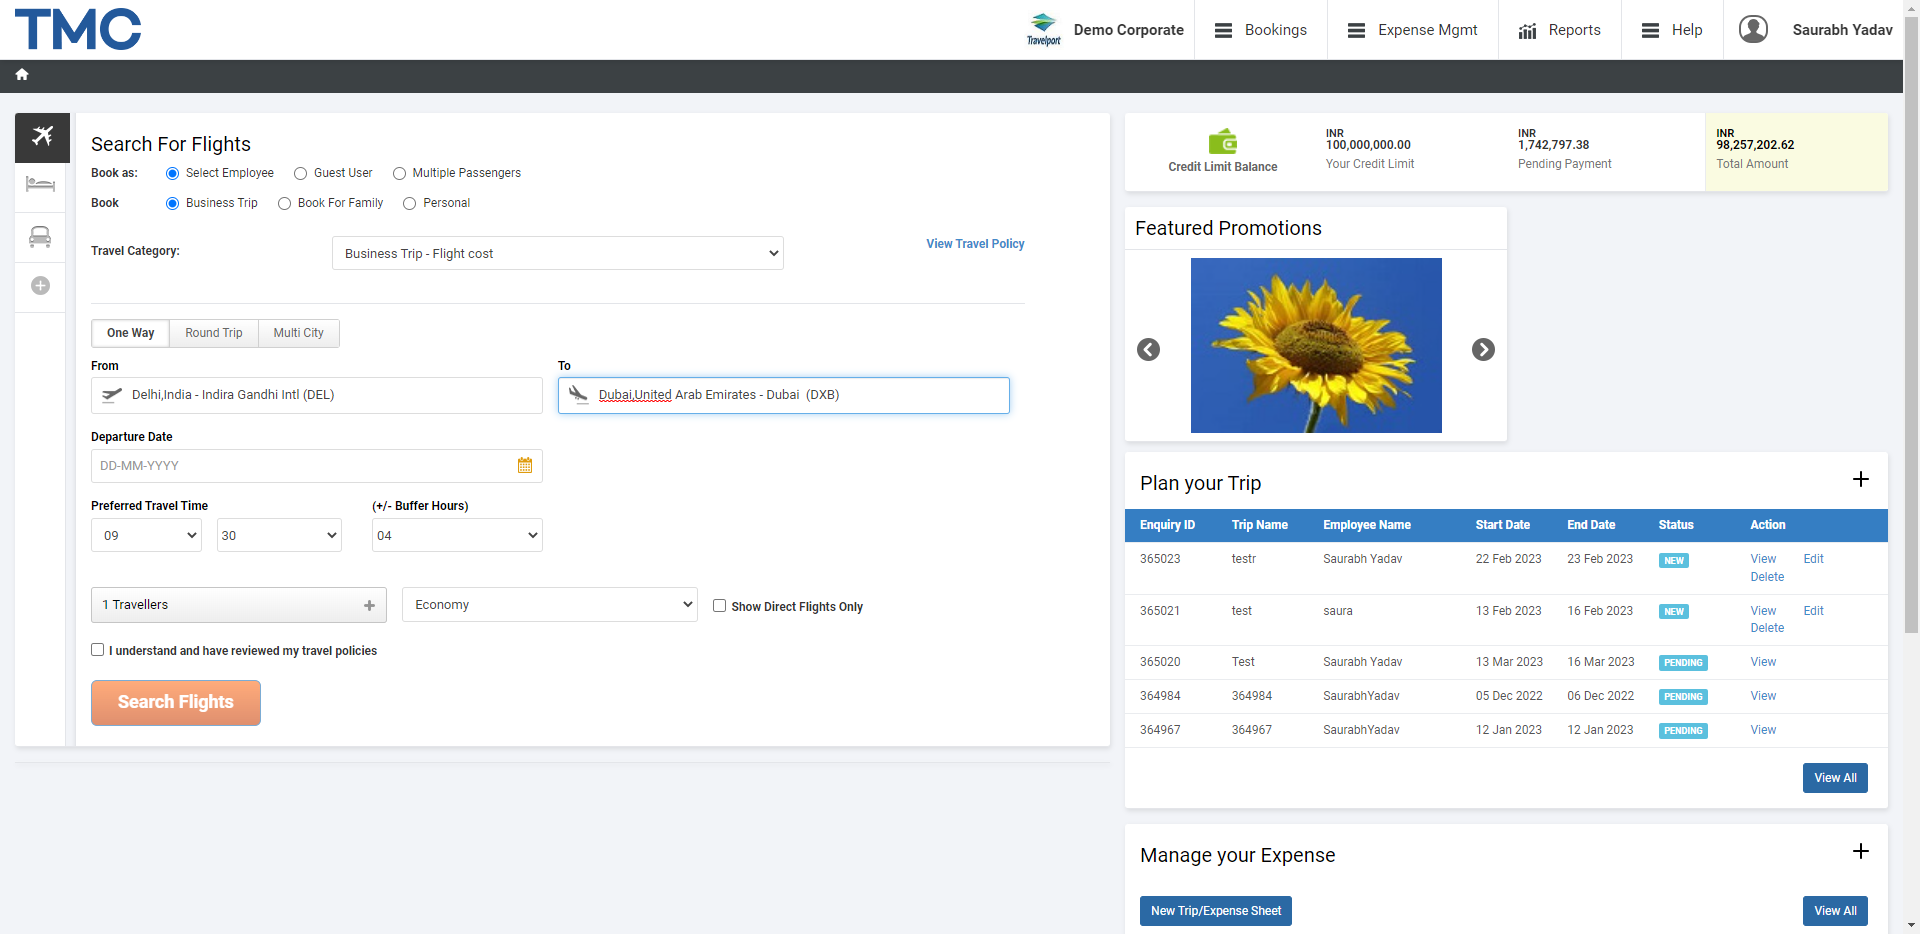 TMC
Travelport
Demo Corporate
Bookings
Expense Mgmt
Reports
Help
Saurabh Yadav
Search For Flights
Book as: Select Employee Guest User Multiple Passengers
Book Business Trip Book For Family Personal
Travel Category: Business Trip - Flight cost View Travel Policy
One Way Round Trip Multi City
From To
Delhi,India - Indira Gandhi Intl (DEL) Dubai,United Arab Emirates - Dubai (DXB)
Departure Date
DD-MM-YYYY
Preferred Travel Time (+/- Buffer Hours)
09 30 04
1 Travellers Economy Show Direct Flights Only
I understand and have reviewed my travel policies
Search Flights
Credit Limit Balance
INR
100,000,000.00
Your Credit Limit
INR
1,742,797.38
Pending Payment
INR
98,257,202.62
Total Amount
Featured Promotions
Plan your Trip
Enquiry ID Trip Name Employee Name Start Date End Date Status Action
365023 testr Saurabh Yadav 22 Feb 2023 23 Feb 2023 NEW View Edit
Delete
365021 test saura 13 Feb 2023 16 Feb 2023 NEW View Edit
Delete
365020 Test Saurabh Yadav 13 Mar 2023 16 Mar 2023 PENDING View
364984 364984 SaurabhYadav 05 Dec 2022 06 Dec 2022 PENDING View
364967 364967 SaurabhYadav 12 Jan 2023 12 Jan 2023 PENDING View
View All
Manage your Expense
New Trip/Expense Sheet View All